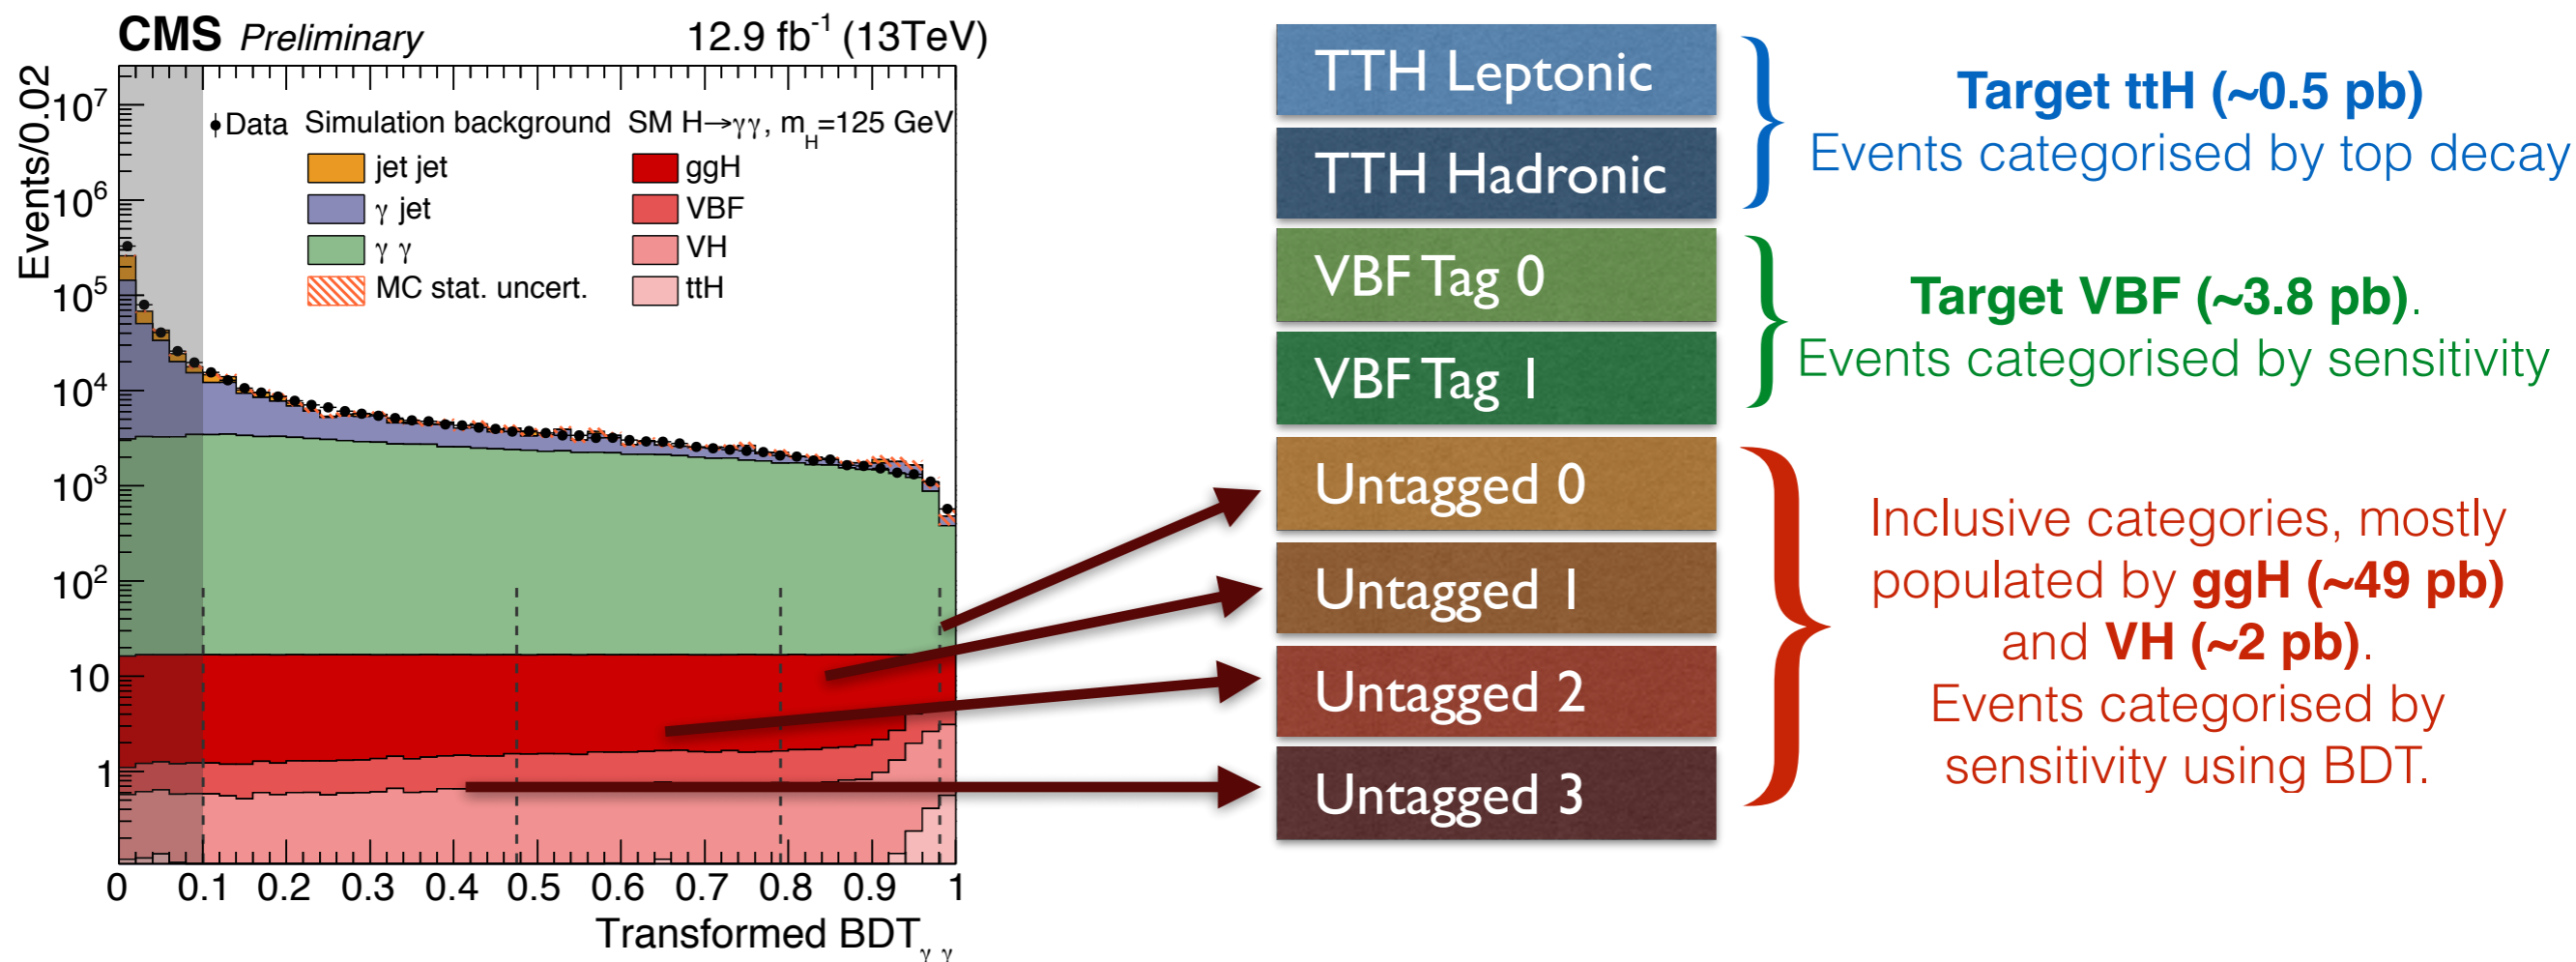 CMS Preliminary 12.9 fb⁻¹ (13TeV)
Events/0.02
10⁷
10⁶
10⁵
10⁴
10³
10²
10
1
Data Simulation background SM H→γγ, m_H=125 GeV
jet jet ggH
γ jet VBF
γ γ VH
MC stat. uncert. ttH
0 0.1 0.2 0.3 0.4 0.5 0.6 0.7 0.8 0.9 1
Transformed BDT_γγ
TTH Leptonic
TTH Hadronic
VBF Tag 0
VBF Tag 1
Untagged 0
Untagged 1
Untagged 2
Untagged 3
Target ttH (~0.5 pb)
Events categorised by top decay
Target VBF (~3.8 pb).
Events categorised by sensitivity
Inclusive categories, mostly
populated by ggH (~49 pb)
and VH (~2 pb).
Events categorised by
sensitivity using BDT.